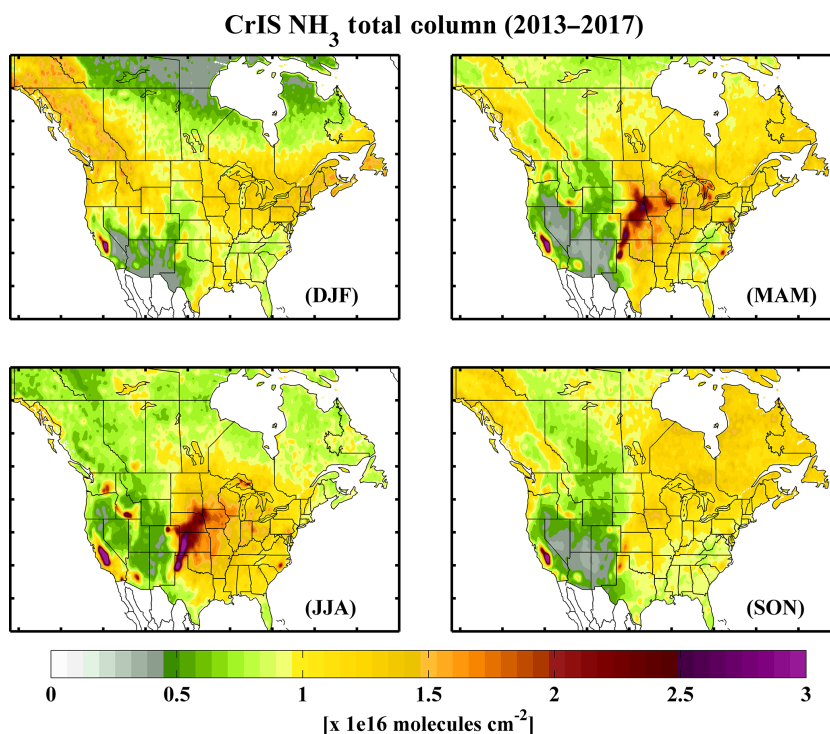 CrIS NH3 total column (2013–2017)
(DJF)
(MAM)
(JJA)
(SON)
0 0.5 1 1.5 2 2.5 3
[x 1e16 molecules cm-2]